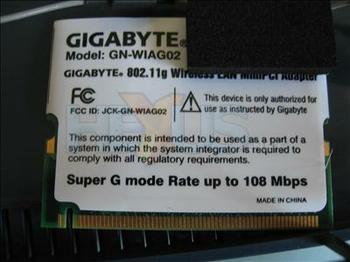 GIGABYTE®
Model: GN-WIAG02
GIGABYTE® 802.11g Wireless LAN MiniPCI Adapter
FC
FCC ID: JCK-GN-WIAG02
This device is only authorized for
use as instructed by Gigabyte
This component is intended to be used as a part of a
system in which the system integrator is required to
comply with all regulatory requirements.
Super G mode Rate up to 108 Mbps
MADE IN CHINA